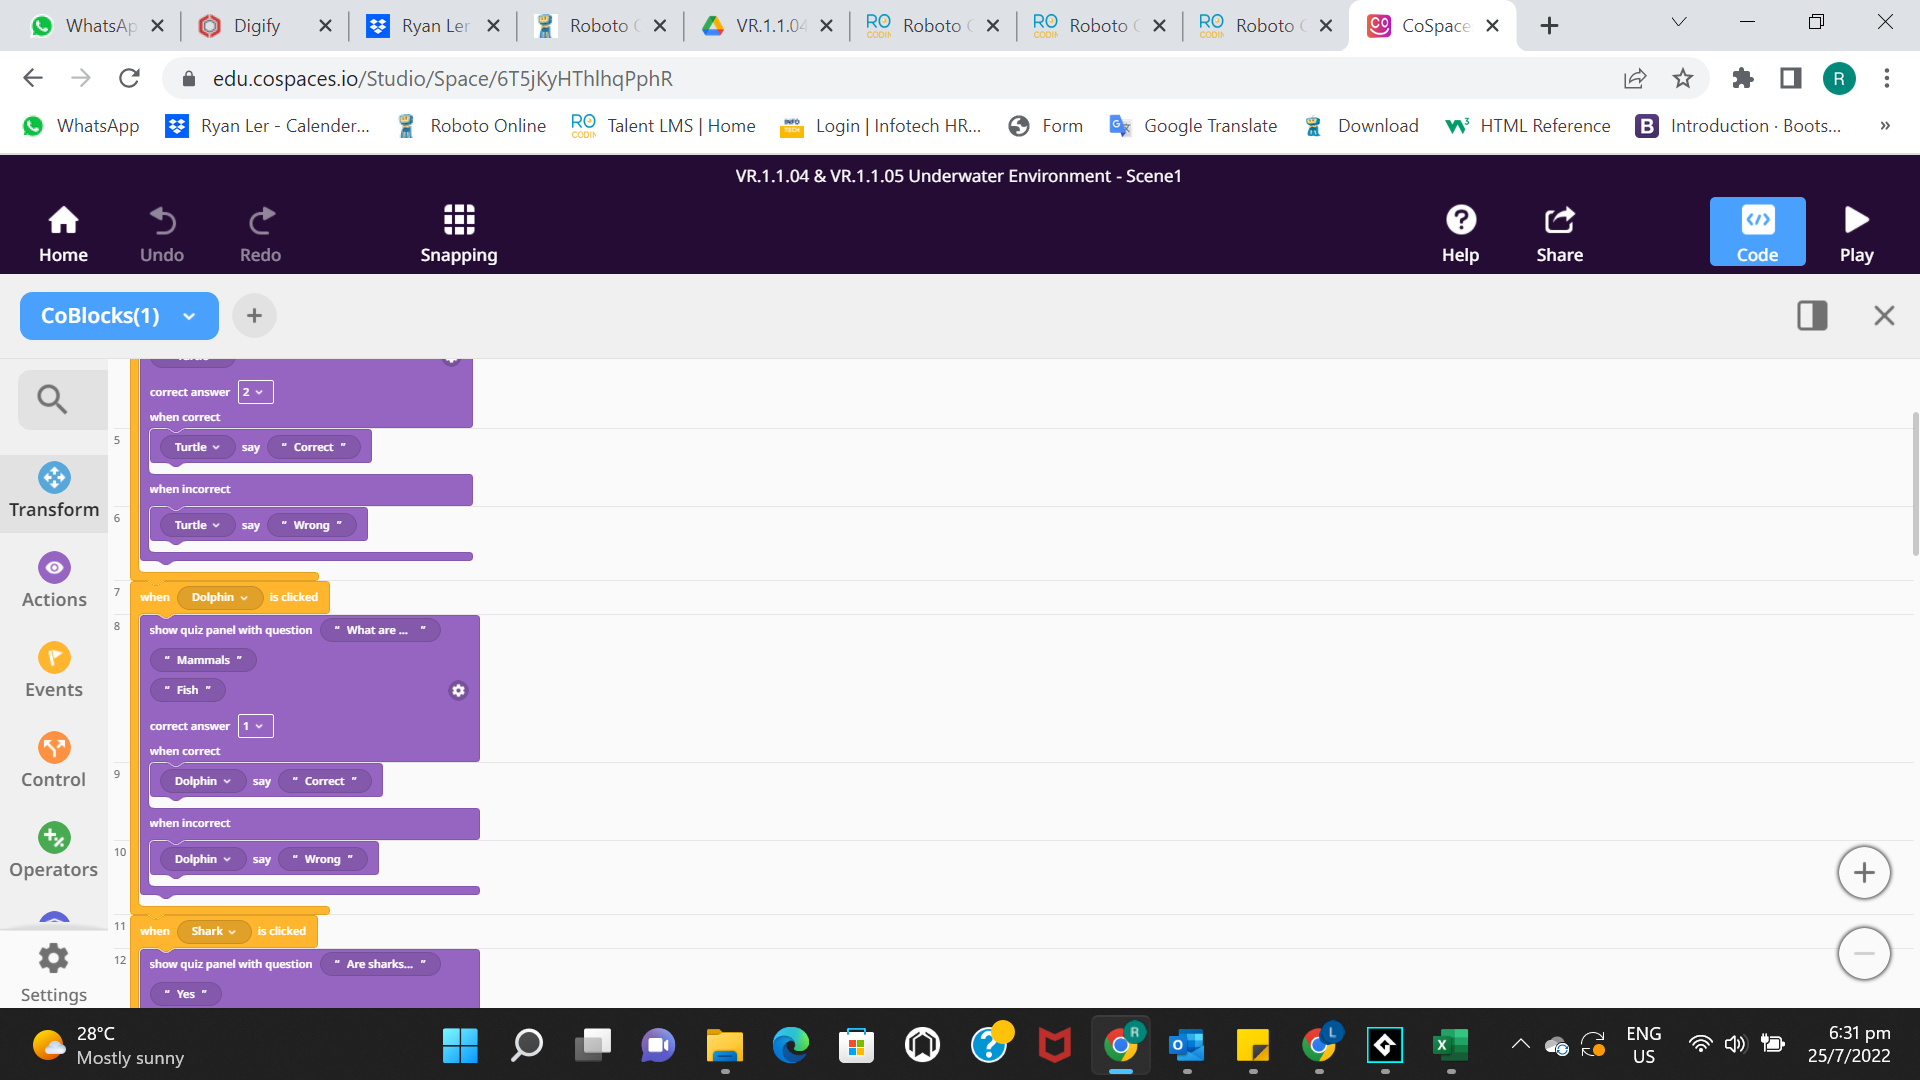 WhatsAp
Digify
Ryan Ler
Roboto
VR.1.1.04
Roboto
Roboto
Roboto
CoSpace
edu.cospaces.io/Studio/Space/6T5jKyHThlhqPphR
R
WhatsApp
Ryan Ler - Calender...
Roboto Online
Talent LMS | Home
Login | Infotech HR...
Form
Google Translate
Download
HTML Reference
Introduction · Boots...
»
VR.1.1.04 & VR.1.1.05 Underwater Environment - Scene1
Home
Undo
Redo
Snapping
Help
Share
Code
Play
CoBlocks(1)
correct answer 2
when correct
5 Turtle say " Correct "
when incorrect
6 Turtle say " Wrong "
7 when Dolphin is clicked
8 show quiz panel with question " What are ... "
" Mammals "
" Fish "
correct answer 1
when correct
9 Dolphin say " Correct "
when incorrect
10 Dolphin say " Wrong "
11 when Shark is clicked
12 show quiz panel with question " Are sharks... "
" Yes "
Transform
Actions
Events
Control
Operators
Settings
28°C
Mostly sunny
ENG
US
6:31 pm
25/7/2022